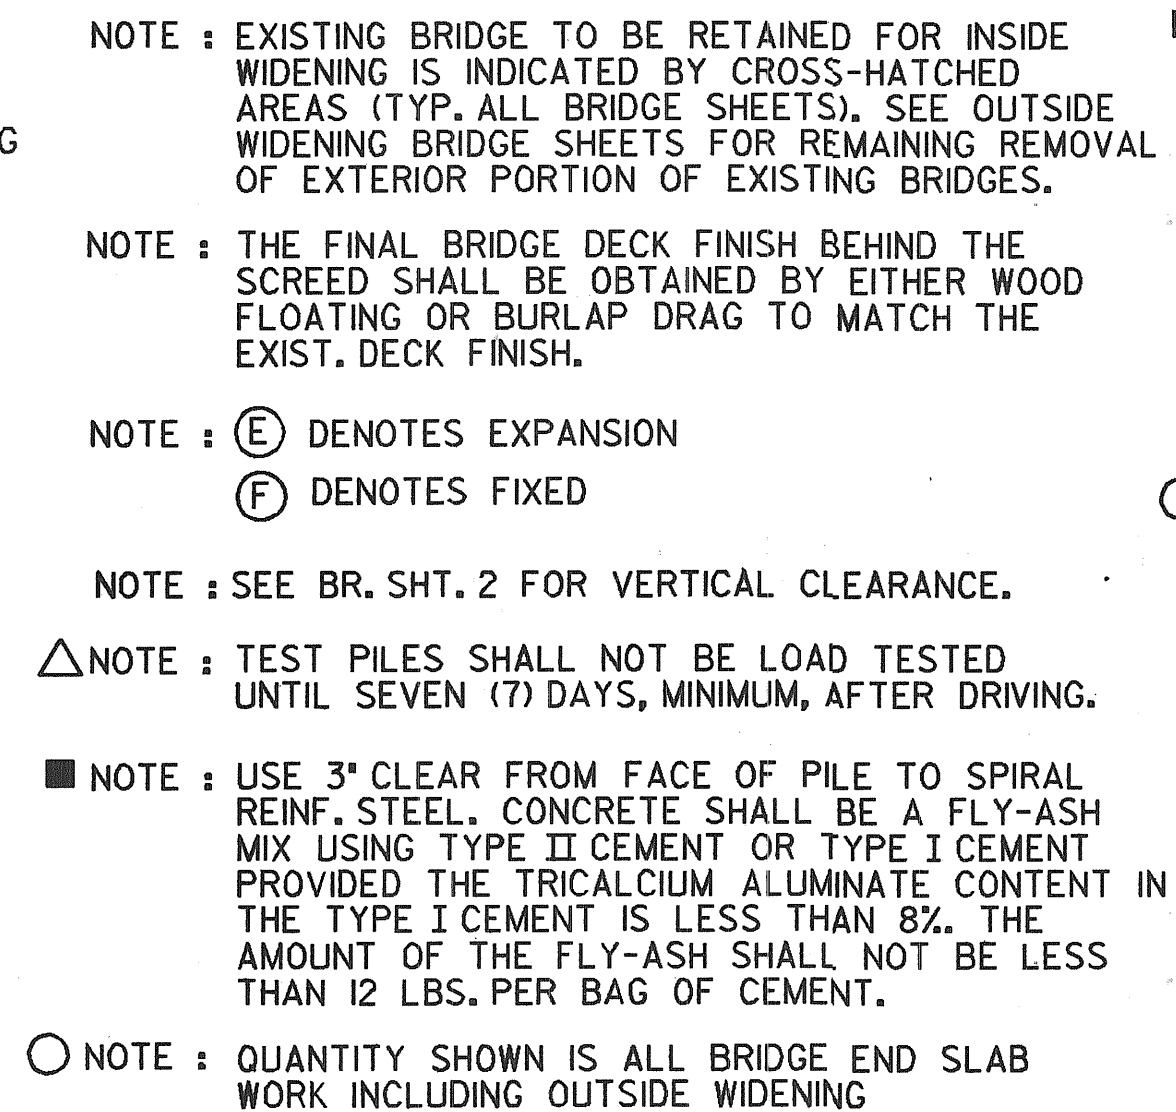 NOTE : EXISTING BRIDGE TO BE RETAINED FOR INSIDE
WIDENING IS INDICATED BY CROSS-HATCHED
AREAS (TYP. ALL BRIDGE SHEETS). SEE OUTSIDE
G
WIDENING BRIDGE SHEETS FOR REMAINING REMOVAL
OF EXTERIOR PORTION OF EXISTING BRIDGES.
NOTE : THE FINAL BRIDGE DECK FINISH BEHIND THE
SCREED SHALL BE OBTAINED BY EITHER WOOD
FLOATING OR BURLAP DRAG TO MATCH THE
EXIST. DECK FINISH.
NOTE : Ⓔ DENOTES EXPANSION
Ⓕ DENOTES FIXED
NOTE : SEE BR. SHT. 2 FOR VERTICAL CLEARANCE.
△ NOTE : TEST PILES SHALL NOT BE LOAD TESTED
UNTIL SEVEN (7) DAYS, MINIMUM, AFTER DRIVING.
■ NOTE : USE 3" CLEAR FROM FACE OF PILE TO SPIRAL
REINF. STEEL. CONCRETE SHALL BE A FLY-ASH
MIX USING TYPE II CEMENT OR TYPE I CEMENT
PROVIDED THE TRICALCIUM ALUMINATE CONTENT IN
THE TYPE I CEMENT IS LESS THAN 8%. THE
AMOUNT OF THE FLY-ASH SHALL NOT BE LESS
THAN 12 LBS. PER BAG OF CEMENT.
○ NOTE : QUANTITY SHOWN IS ALL BRIDGE END SLAB
WORK INCLUDING OUTSIDE WIDENING